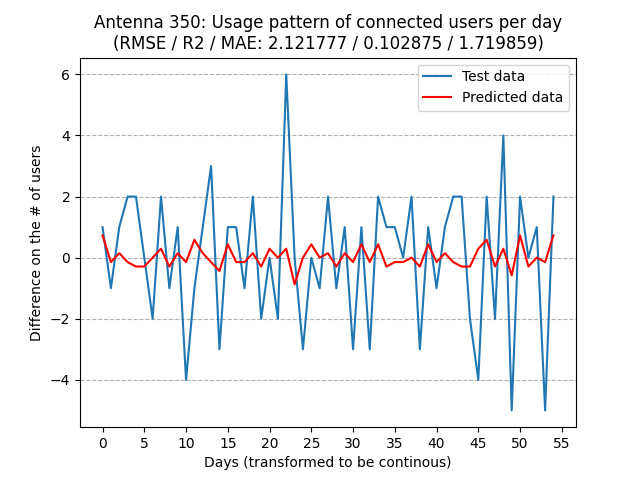 Antenna 350: Usage pattern of connected users per day
(RMSE / R2 / MAE: 2.121777 / 0.102875 / 1.719859)
Test data
Predicted data
Difference on the # of users
6
4
2
0
−2
−4
0 5 10 15 20 25 30 35 40 45 50 55
Days (transformed to be continous)